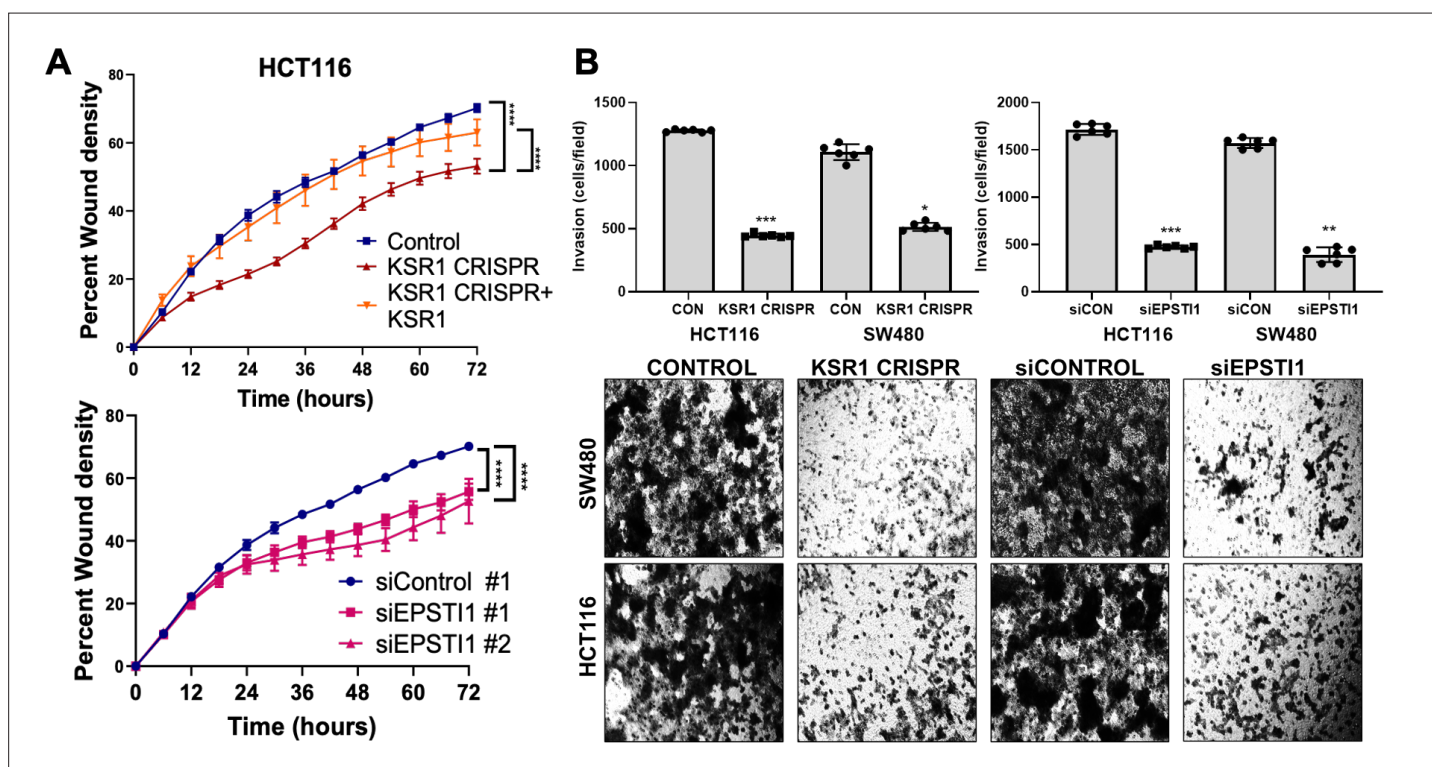 A
HCT116
Percent Wound density
80
60
40
20
0
0 12 24 36 48 60 72
Time (hours)
Control
KSR1 CRISPR
KSR1 CRISPR+
KSR1
****
****
Percent Wound density
80
60
40
20
0
0 12 24 36 48 60 72
Time (hours)
siControl #1
siEPSTI1 #1
siEPSTI1 #2
****
****
B
Invasion (cells/field)
1500
1000
500
0
***
*
CON KSR1 CRISPR CON KSR1 CRISPR
HCT116 SW480
Invasion (cells/field)
2000
1500
1000
500
0
***
**
siCON siEPSTI1 siCON siEPSTI1
HCT116 SW480
CONTROL KSR1 CRISPR siCONTROL siEPSTI1
SW480
HCT116